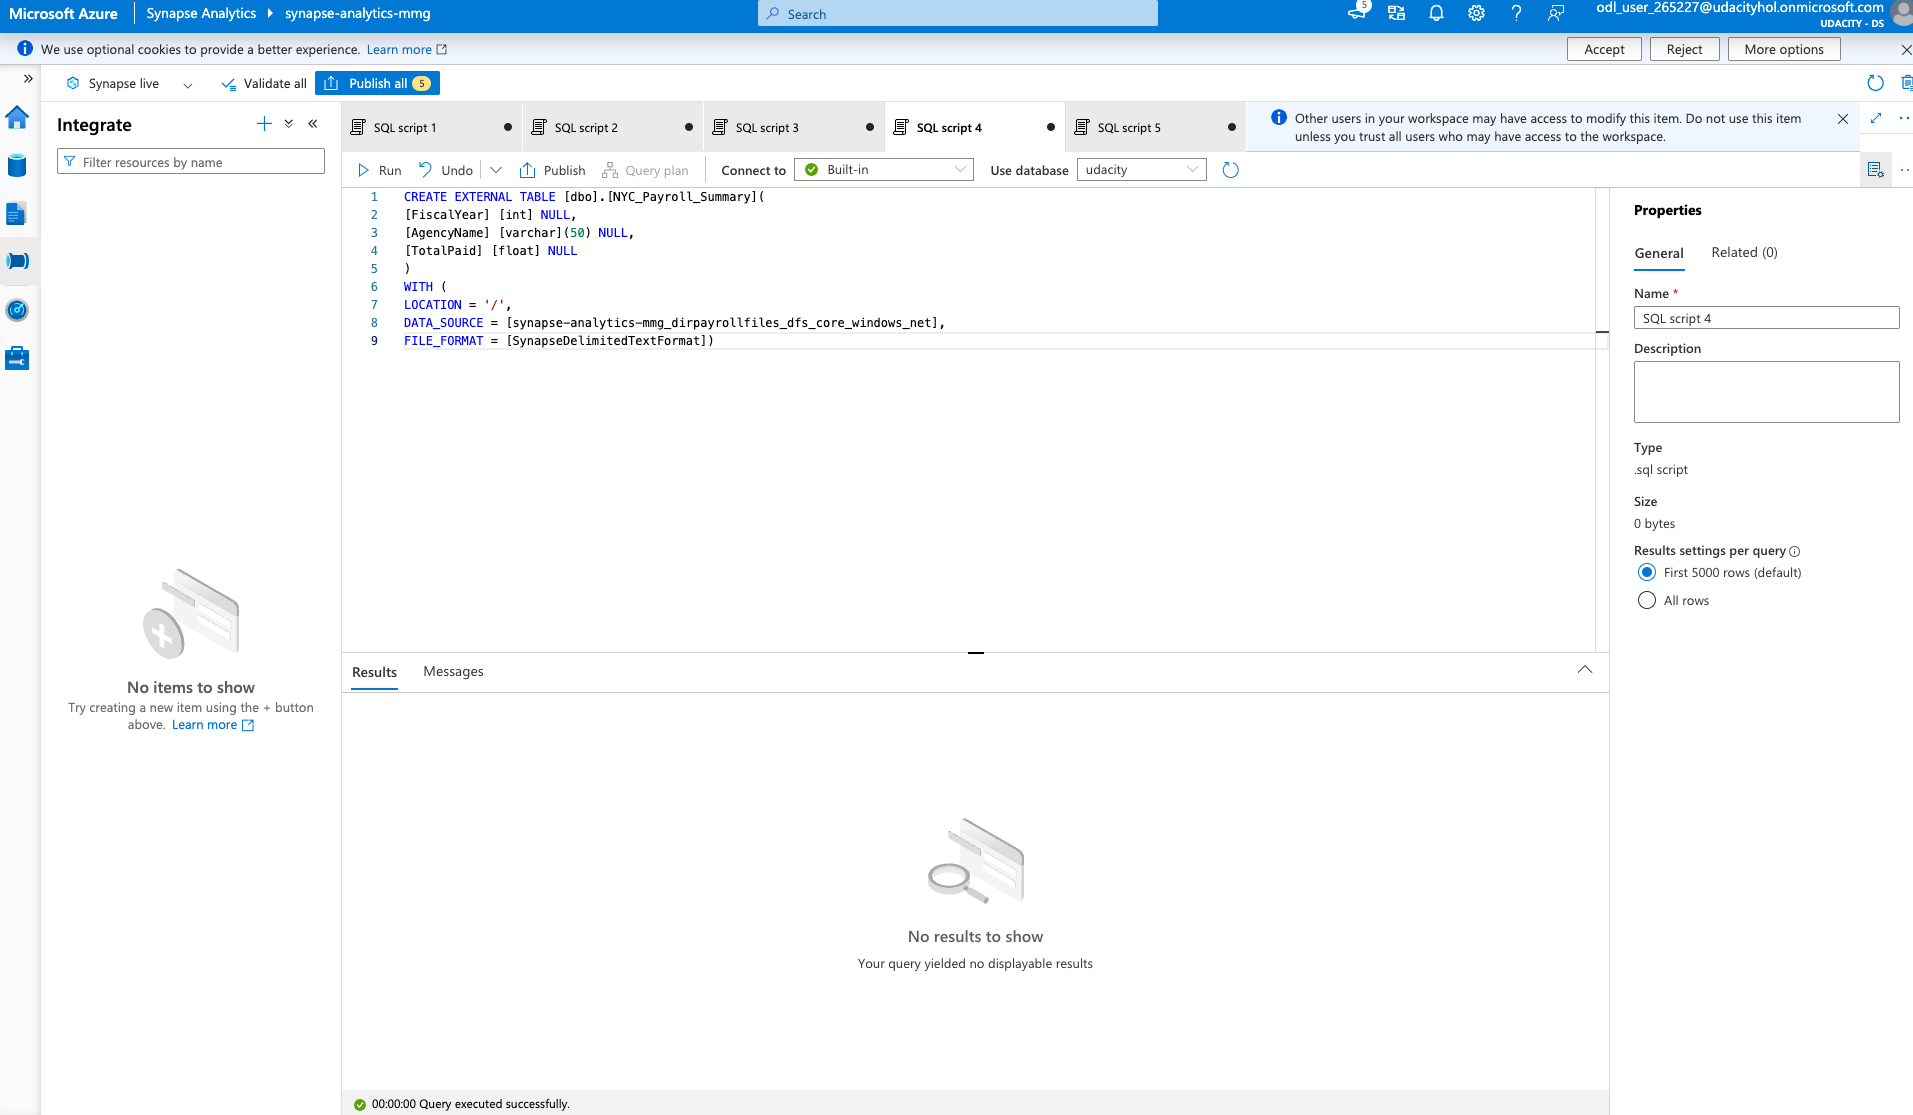 Microsoft Azure
Synapse Analytics
synapse-analytics-mmg
Search
5
odl_user_265227@udacityhol.onmicrosoft.com
UDACITY - DS
We use optional cookies to provide a better experience. Learn more
Accept
Reject
More options
Synapse live
Validate all
Publish all 5
Integrate
Filter resources by name
No items to show
Try creating a new item using the + button
above. Learn more
SQL script 1
SQL script 2
SQL script 3
SQL script 4
SQL script 5
Other users in your workspace may have access to modify this item. Do not use this item
unless you trust all users who may have access to the workspace.
Run
Undo
Publish
Query plan
Connect to
Built-in
Use database
udacity
1 CREATE EXTERNAL TABLE [dbo].[NYC_Payroll_Summary](
2 [FiscalYear] [int] NULL,
3 [AgencyName] [varchar](50) NULL,
4 [TotalPaid] [float] NULL
5 )
6 WITH (
7 LOCATION = '/',
8 DATA_SOURCE = [synapse-analytics-mmg_dirpayrollfiles_dfs_core_windows_net],
9 FILE_FORMAT = [SynapseDelimitedTextFormat])
Results
Messages
No results to show
Your query yielded no displayable results
00:00:00 Query executed successfully.
Properties
General
Related (0)
Name *
SQL script 4
Description
Type
.sql script
Size
0 bytes
Results settings per query
First 5000 rows (default)
All rows